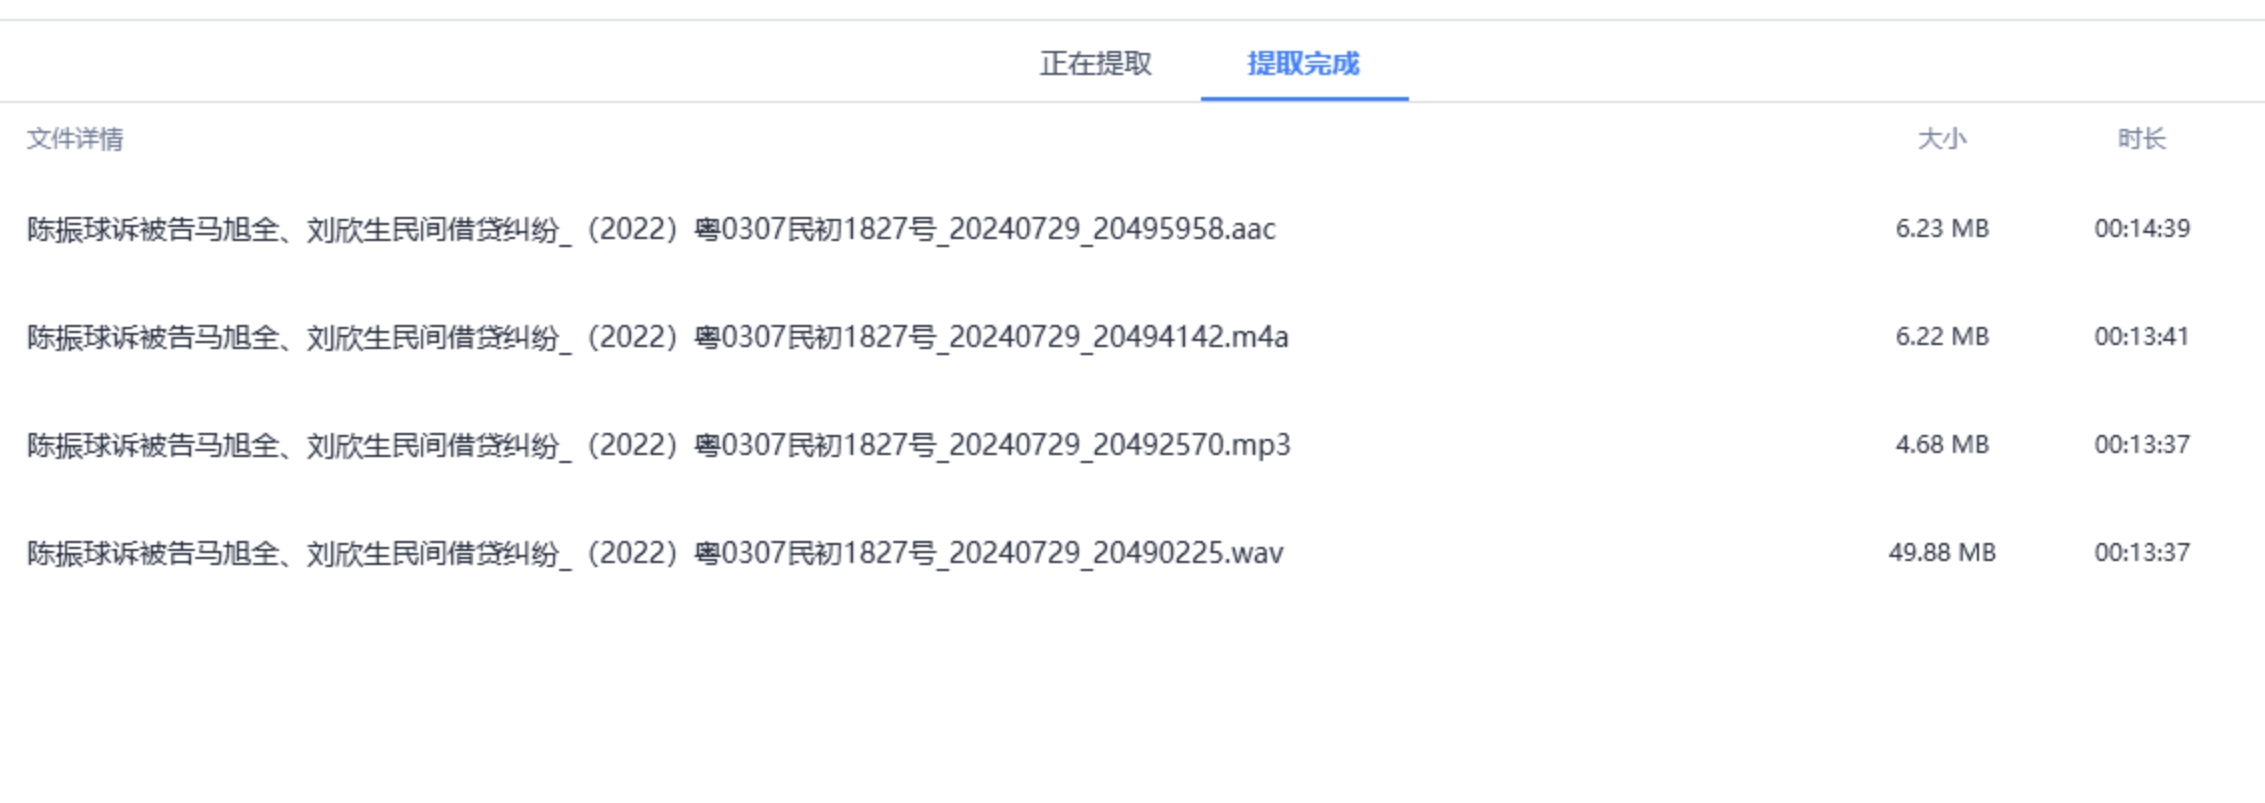 正在提取 提取完成
文件详情 大小 时长
陈振球诉被告马旭全、刘欣生民间借贷纠纷_（2022）粤0307民初1827号_20240729_20495958.aac 6.23 MB 00:14:39
陈振球诉被告马旭全、刘欣生民间借贷纠纷_（2022）粤0307民初1827号_20240729_20494142.m4a 6.22 MB 00:13:41
陈振球诉被告马旭全、刘欣生民间借贷纠纷_（2022）粤0307民初1827号_20240729_20492570.mp3 4.68 MB 00:13:37
陈振球诉被告马旭全、刘欣生民间借贷纠纷_（2022）粤0307民初1827号_20240729_20490225.wav 49.88 MB 00:13:37